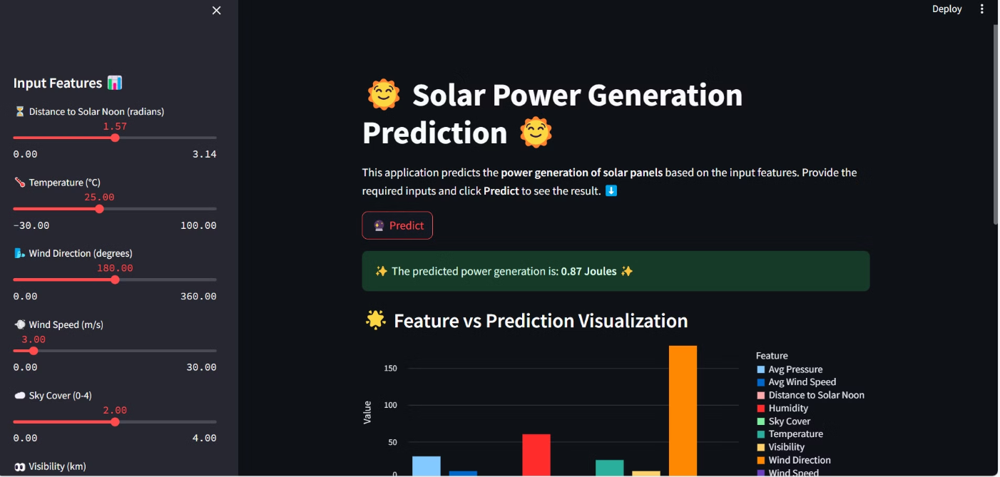 Deploy
Input Features
Distance to Solar Noon (radians)
1.57
0.00 3.14
Temperature (°C)
25.00
-30.00 100.00
Wind Direction (degrees)
180.00
0.00 360.00
Wind Speed (m/s)
3.00
0.00 30.00
Sky Cover (0-4)
2.00
0.00 4.00
Visibility (km)
Solar Power Generation
Prediction
This application predicts the power generation of solar panels based on the input features. Provide the
required inputs and click Predict to see the result.
Predict
The predicted power generation is: 0.87 Joules
Feature vs Prediction Visualization
Value
150
100
50
0
Feature
Avg Pressure
Avg Wind Speed
Distance to Solar Noon
Humidity
Sky Cover
Temperature
Visibility
Wind Direction
Wind Speed